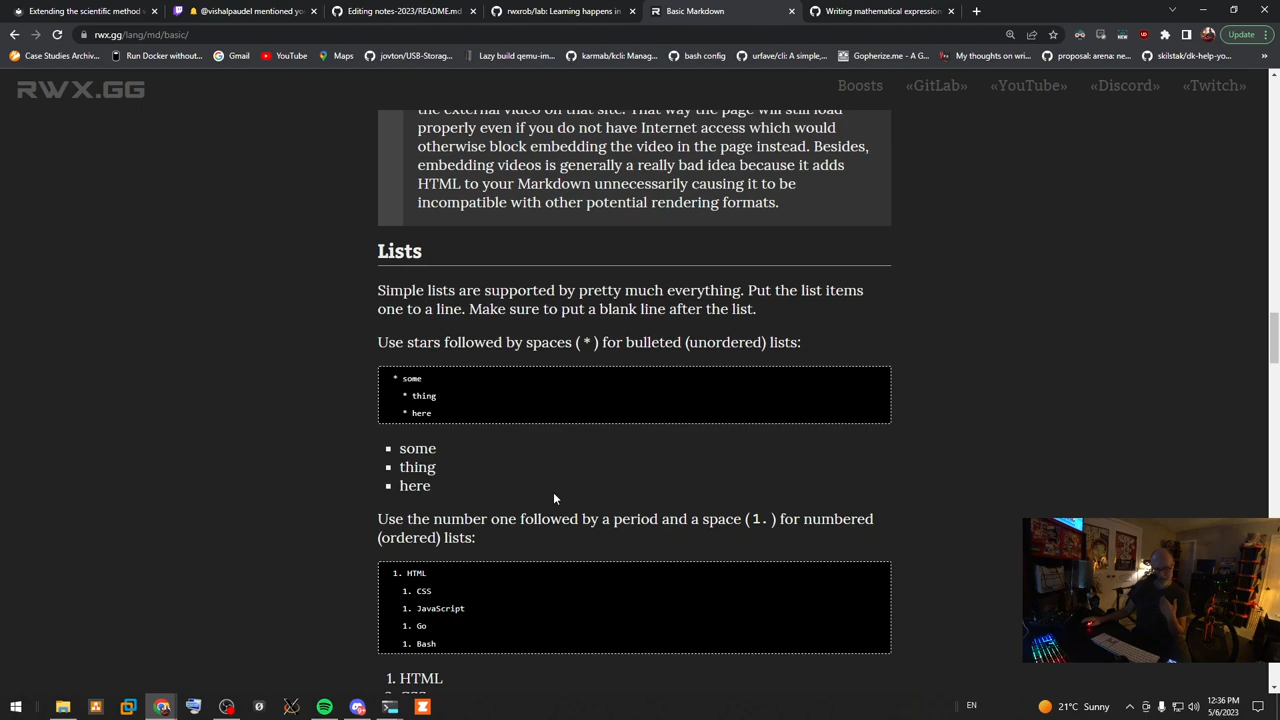 Extending the scientific method
@vishalpaudel mentioned you
Editing notes-2023/README.md
rwxrob/lab: Learning happens in
Basic Markdown
Writing mathematical expression
rwx.gg/lang/md/basic/
Update
Case Studies Archiv...
Run Docker without...
Gmail
YouTube
Maps
jovton/USB-Storag...
Lazy build qemu-im...
karmab/kcli: Manag...
bash config
urfave/cli: A simple,...
Gopherize.me - A G...
My thoughts on wri...
proposal: arena: ne...
skilstak/dk-help-yo...
»
RWX.GG
Boosts «GitLab» «YouTube» «Discord» «Twitch»
the external video on that site. That way the page will still load
properly even if you do not have Internet access which would
otherwise block embedding the video in the page instead. Besides,
embedding videos is generally a really bad idea because it adds
HTML to your Markdown unnecessarily causing it to be
incompatible with other potential rendering formats.
Lists
Simple lists are supported by pretty much everything. Put the list items
one to a line. Make sure to put a blank line after the list.
Use stars followed by spaces ( * ) for bulleted (unordered) lists:
* some
* thing
* here
▪ some
▪ thing
▪ here
Use the number one followed by a period and a space ( 1. ) for numbered
(ordered) lists:
1. HTML
1. CSS
1. JavaScript
1. Go
1. Bash
1. HTML
21°C Sunny
EN
12:36 PM
5/6/2023